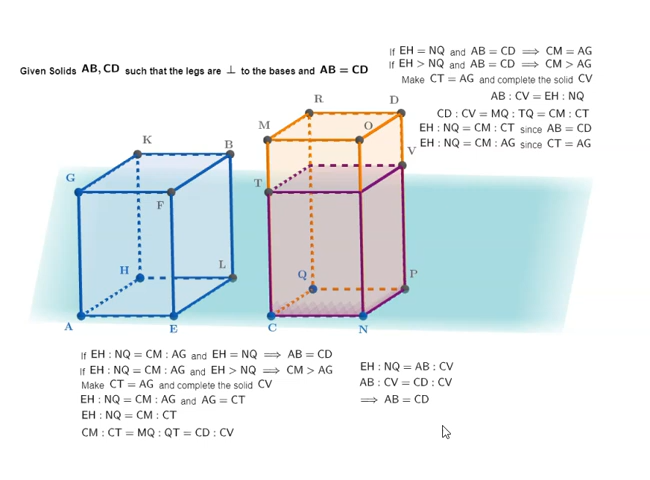 Given Solids AB, CD such that the legs are ⊥ to the bases and AB = CD
If EH = NQ and AB = CD ⟹ CM = AG
If EH > NQ and AB = CD ⟹ CM > AG
Make CT = AG and complete the solid CV
AB : CV = EH : NQ
CD : CV = MQ : TQ = CM : CT
EH : NQ = CM : CT since AB = CD
EH : NQ = CM : AG since CT = AG
R D
M O
K B
V
G T
F
H L Q P
A E C N
If EH : NQ = CM : AG and EH = NQ ⟹ AB = CD
If EH : NQ = CM : AG and EH > NQ ⟹ CM > AG
Make CT = AG and complete the solid CV
EH : NQ = CM : AG and AG = CT
EH : NQ = CM : CT
CM : CT = MQ : QT = CD : CV
EH : NQ = AB : CV
AB : CV = CD : CV
⟹ AB = CD